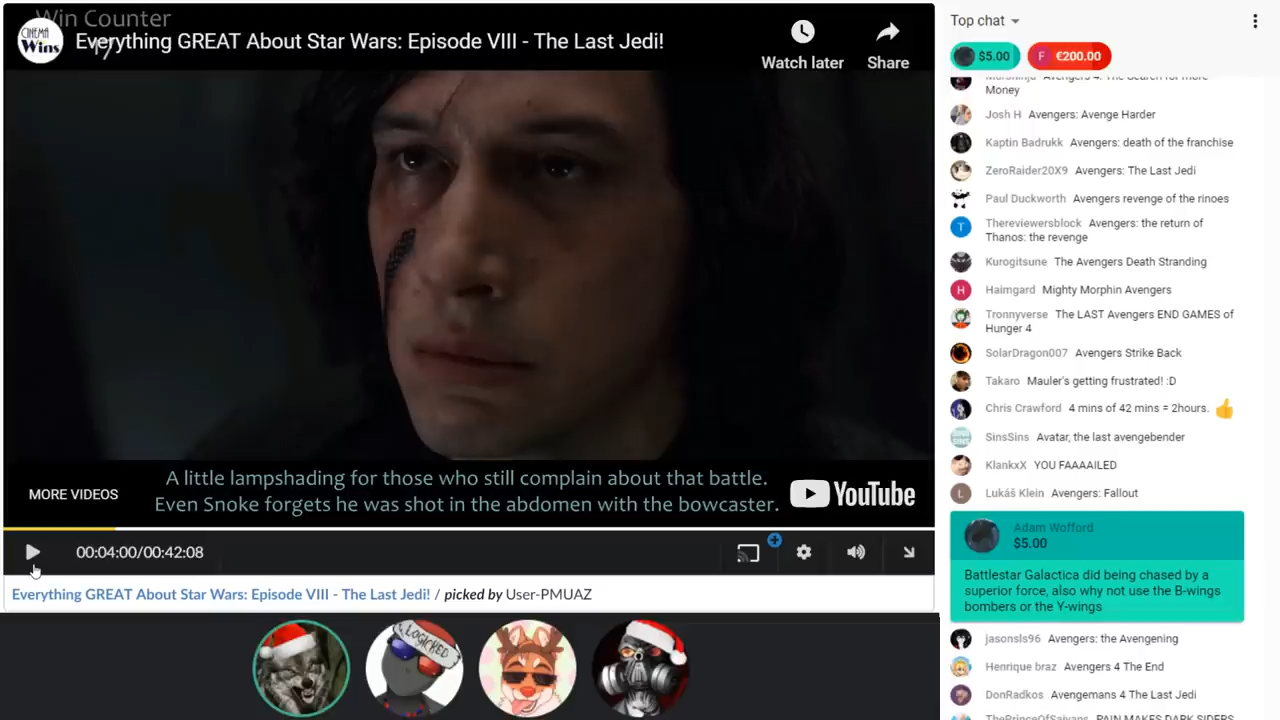 Win Counter
17
CINEMA
Wins
Everything GREAT About Star Wars: Episode VIII - The Last Jedi!
Watch later
Share
A little lampshading for those who still complain about that battle.
Even Snoke forgets he was shot in the abdomen with the bowcaster.
MORE VIDEOS
YouTube
00:04:00/00:42:08
Everything GREAT About Star Wars: Episode VIII - The Last Jedi! / picked by User-PMUAZ
LOGICKED
Top chat
$5.00
F €200.00
Avengers 4: The Search for more
Money
Josh H Avengers: Avenge Harder
Kaptin Badrukk Avengers: death of the franchise
ZeroRaider20X9 Avengers: The Last Jedi
Paul Duckworth Avengers revenge of the rinoes
T Thereviewersblock Avengers: the return of
Thanos: the revenge
Kurogitsune The Avengers Death Stranding
H Haimgard Mighty Morphin Avengers
Tronnyverse The LAST Avengers END GAMES of
Hunger 4
SolarDragon007 Avengers Strike Back
Takaro Mauler's getting frustrated! :D
Chris Crawford 4 mins of 42 mins = 2hours.
SinsSins Avatar, the last avengebender
KlankxX YOU FAAAAILED
L Lukáš Klein Avengers: Fallout
Adam Wofford
$5.00
Battlestar Galactica did being chased by a
superior force, also why not use the B-wings
bombers or the Y-wings
jasonsls96 Avengers: the Avengening
Henrique braz Avengers 4 The End
DonRadkos Avengemans 4 The Last Jedi
ThePrinceOfSaiyans PAIN MAKES DARK SIDERS